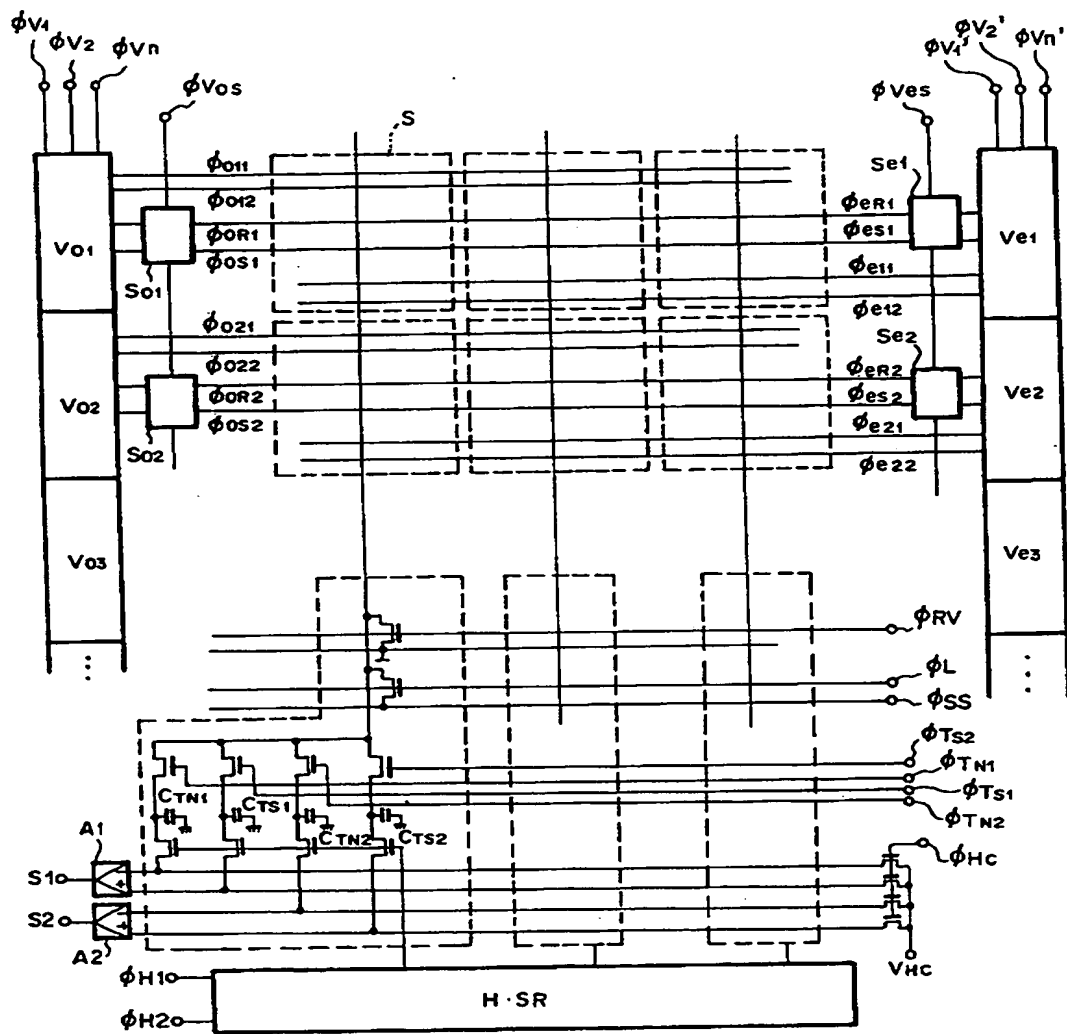 φV1 φV2 φVn
φVos
S
φVes
φV1' φV2' φVn'
Vo1
So1
φO11
φO12
φOR1
φOS1
Se1
φeR1
φeS1
φe11
φe12
Ve1
Vo2
So2
φO21
φO22
φOR2
φOS2
Se2
φeR2
φeS2
φe21
φe22
Ve2
Vo3
Ve3
φRV
φL
φSS
φTS2
φTN1
φTS1
φTN2
CTN1
CTS1
CTN2
CTS2
φHc
A1
S1
S2
A2
VHC
φH1
φH2
H·SR